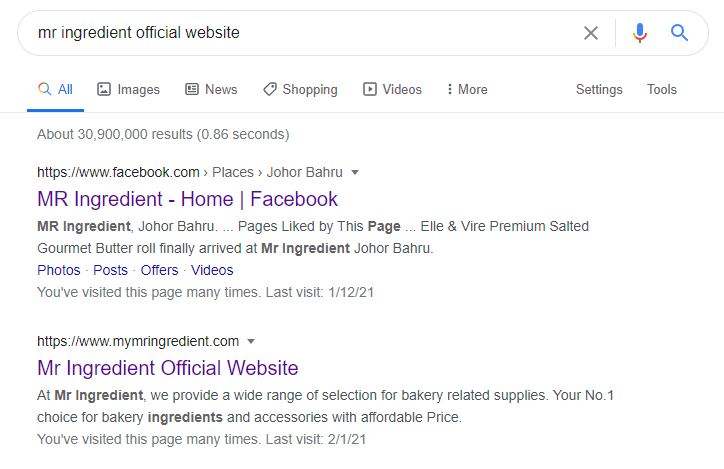 mr ingredient official website
All Images News Shopping Videos More Settings Tools
About 30,900,000 results (0.86 seconds)
https://www.facebook.com › Places › Johor Bahru
MR Ingredient - Home | Facebook
MR Ingredient, Johor Bahru. ... Pages Liked by This Page ... Elle & Vire Premium Salted
Gourmet Butter roll finally arrived at Mr Ingredient Johor Bahru.
Photos · Posts · Offers · Videos
You've visited this page many times. Last visit: 1/12/21
https://www.mymringredient.com
Mr Ingredient Official Website
At Mr Ingredient, we provide a wide range of selection for bakery related supplies. Your No.1
choice for bakery ingredients and accessories with affordable Price.
You've visited this page many times. Last visit: 2/1/21